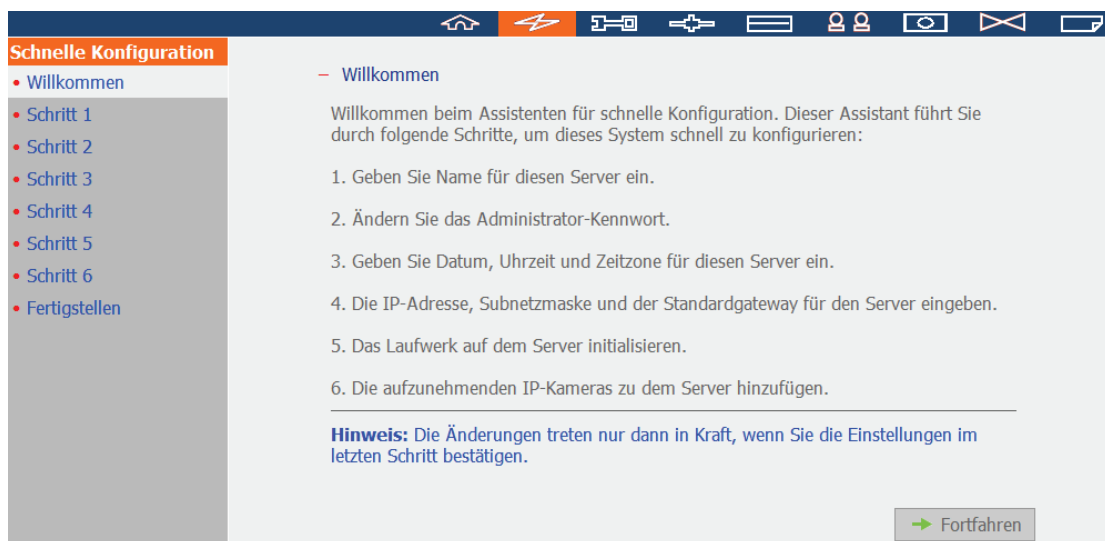 Schnelle Konfiguration
• Willkommen
• Schritt 1
• Schritt 2
• Schritt 3
• Schritt 4
• Schritt 5
• Schritt 6
• Fertigstellen
– Willkommen
Willkommen beim Assistenten für schnelle Konfiguration. Dieser Assistant führt Sie
durch folgende Schritte, um dieses System schnell zu konfigurieren:
1. Geben Sie Name für diesen Server ein.
2. Ändern Sie das Administrator-Kennwort.
3. Geben Sie Datum, Uhrzeit und Zeitzone für diesen Server ein.
4. Die IP-Adresse, Subnetzmaske und der Standardgateway für den Server eingeben.
5. Das Laufwerk auf dem Server initialisieren.
6. Die aufzunehmenden IP-Kameras zu dem Server hinzufügen.
Hinweis: Die Änderungen treten nur dann in Kraft, wenn Sie die Einstellungen im
letzten Schritt bestätigen.
Fortfahren